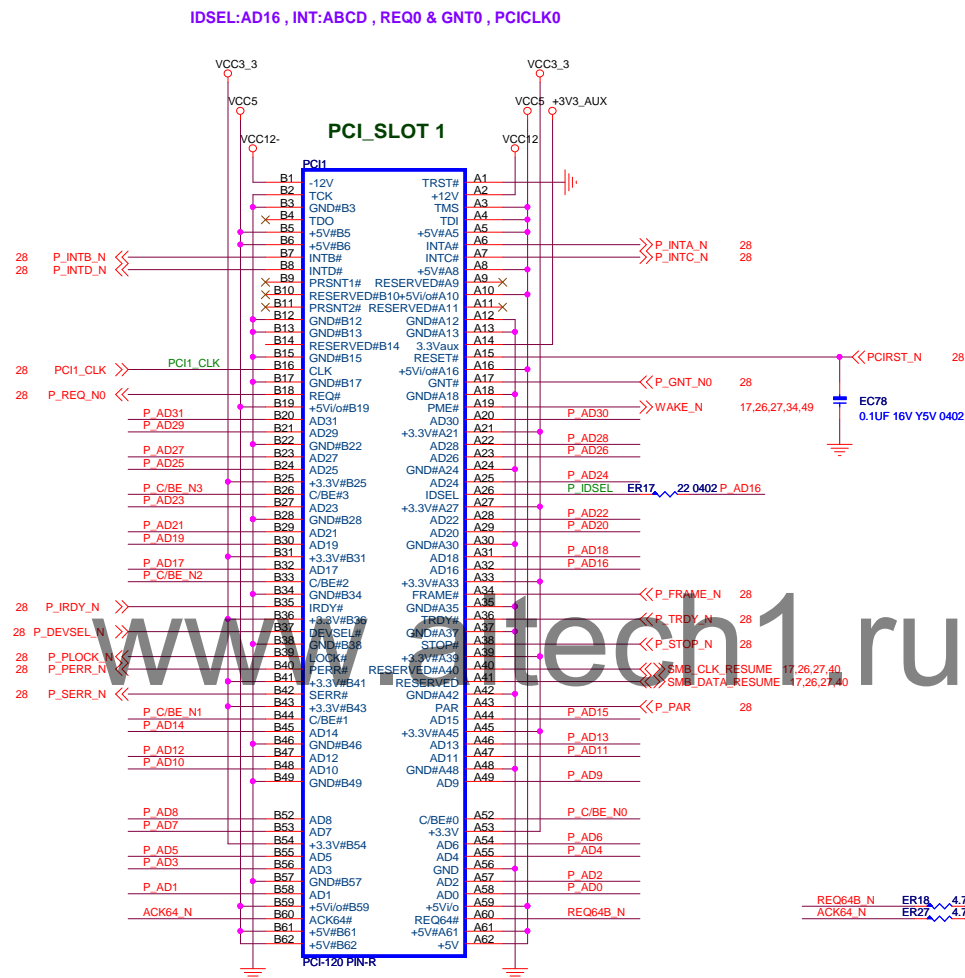 IDSEL:AD16 , INT:ABCD , REQ0 & GNT0 , PCICLK0
VCC3_3 VCC3_3
VCC5 VCC5 +3V3_AUX
PCI_SLOT 1
VCC12- VCC12
PCI1
B1 -12V TRST# A1
B2 TCK +12V A2
B3 GND#B3 TMS A3
B4 TDO TDI A4
B5 +5V#B5 +5V#A5 A5
B6 +5V#B6 INTA# A6 P_INTA_N 28
28 P_INTB_N B7 INTB# INTC# A7 P_INTC_N 28
28 P_INTD_N B8 INTD# +5V#A8 A8
B9 PRSNT1# RESERVED#A9 A9
B10 RESERVED#B10 +5Vi/o#A10 A10
B11 PRSNT2# RESERVED#A11 A11
B12 GND#B12 GND#A12 A12
B13 GND#B13 GND#A13 A13
B14 RESERVED#B14 3.3Vaux A14
B15 GND#B15 RESET# A15 PCIRST_N 28
28 PCI1_CLK PCI1_CLK B16 CLK +5Vi/o#A16 A16
B17 GND#B17 GNT# A17 P_GNT_N0 28
28 P_REQ_N0 B18 REQ# GND#A18 A18
B19 +5Vi/o#B19 PME# A19 WAKE_N 17,26,27,34,49
EC78
0.1UF 16V Y5V 0402
P_AD31 B20 AD31 AD30 A20 P_AD30
P_AD29 B21 AD29 +3.3V#A21 A21
B22 GND#B22 AD28 A22 P_AD28
P_AD27 B23 AD27 AD26 A23 P_AD26
P_AD25 B24 AD25 GND#A24 A24
B25 +3.3V#B25 AD24 A25 P_AD24
P_C/BE_N3 B26 C/BE#3 IDSEL A26 P_IDSEL ER17 22 0402 P_AD16
P_AD23 B27 AD23 +3.3V#A27 A27
B28 GND#B28 AD22 A28 P_AD22
P_AD21 B29 AD21 AD20 A29 P_AD20
P_AD19 B30 AD19 GND#A30 A30
B31 +3.3V#B31 AD18 A31 P_AD18
P_AD17 B32 AD17 AD16 A32 P_AD16
P_C/BE_N2 B33 C/BE#2 +3.3V#A33 A33
B34 GND#B34 FRAME# A34 P_FRAME_N 28
28 P_IRDY_N B35 IRDY# GND#A35 A35
B36 +3.3V#B36 TRDY# A36 P_TRDY_N 28
28 P_DEVSEL_N B37 DEVSEL# GND#A37 A37
B38 GND#B38 STOP# A38 P_STOP_N 28
www.aitech1.ru
28 P_PLOCK_N B39 LOCK# +3.3V#A39 A39
28 P_PERR_N B40 PERR# RESERVED#A40 A40 SMB_CLK_RESUME 17,26,27,40
B41 +3.3V#B41 RESERVED A41 SMB_DATA_RESUME 17,26,27,40
28 P_SERR_N B42 SERR# GND#A42 A42
B43 +3.3V#B43 PAR A43 P_PAR 28
P_C/BE_N1 B44 C/BE#1 AD15 A44 P_AD15
P_AD14 B45 AD14 +3.3V#A45 A45
B46 GND#B46 AD13 A46 P_AD13
P_AD12 B47 AD12 AD11 A47 P_AD11
P_AD10 B48 AD10 GND#A48 A48
B49 GND#B49 AD9 A49 P_AD9
P_AD8 B52 AD8 C/BE#0 A52 P_C/BE_N0
P_AD7 B53 AD7 +3.3V A53
B54 +3.3V#B54 AD6 A54 P_AD6
P_AD5 B55 AD5 AD4 A55 P_AD4
P_AD3 B56 AD3 GND A56
B57 GND#B57 AD2 A57 P_AD2
P_AD1 B58 AD1 AD0 A58 P_AD0
B59 +5Vi/o#B59 +5Vi/o A59
ACK64_N B60 ACK64# REQ64# A60 REQ64B_N
B61 +5V#B61 +5V#A61 A61
B62 +5V#B62 +5V A62
REQ64B_N ER18 4.7
ACK64_N ER27 4.7
PCI-120 PIN-R